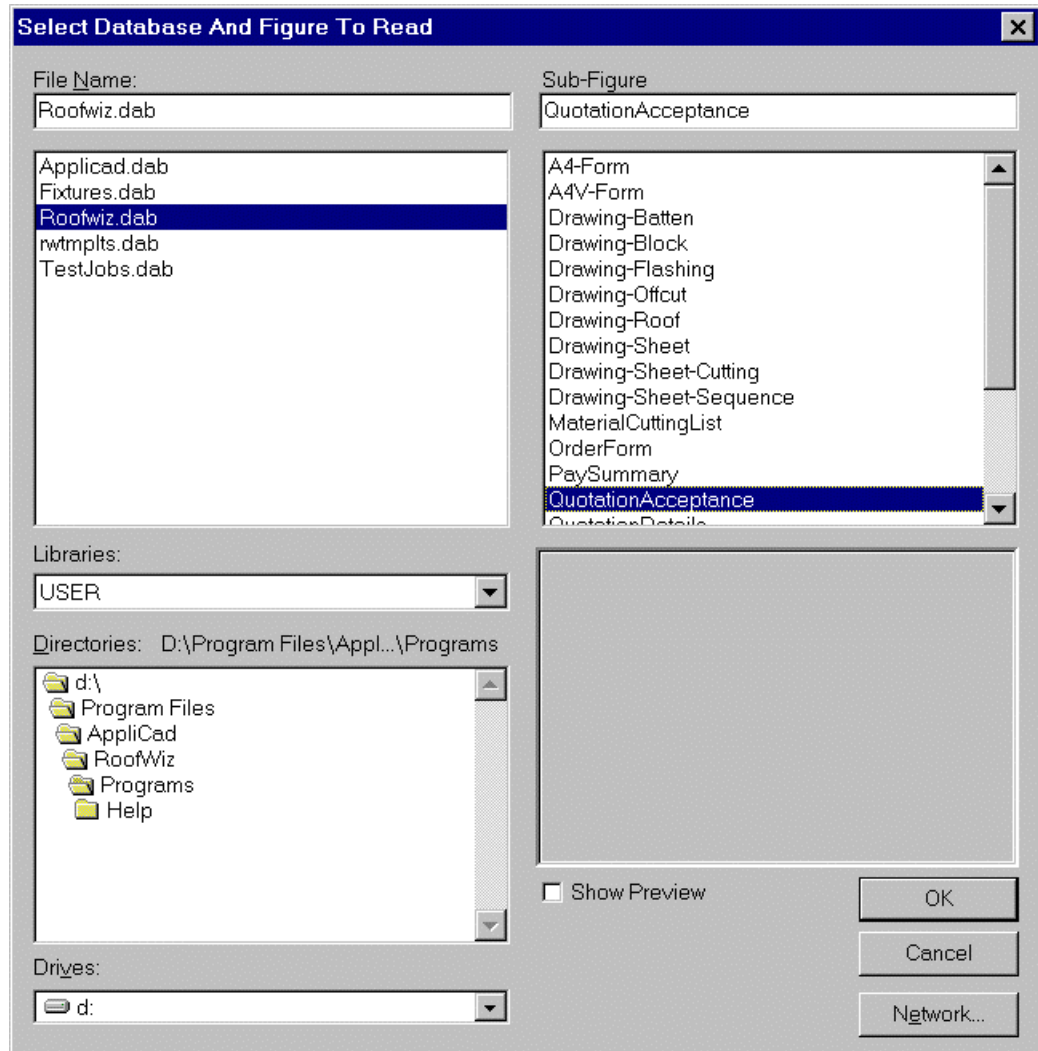 Select Database And Figure To Read
File Name:
Roofwiz.dab
Applicad.dab
Fixtures.dab
Roofwiz.dab
rwtmplts.dab
TestJobs.dab
Sub-Figure
QuotationAcceptance
A4-Form
A4V-Form
Drawing-Batten
Drawing-Block
Drawing-Flashing
Drawing-Offcut
Drawing-Roof
Drawing-Sheet
Drawing-Sheet-Cutting
Drawing-Sheet-Sequence
MaterialCuttingList
OrderForm
PaySummary
QuotationAcceptance
QuotationDetails
Libraries:
USER
Directories: D:\Program Files\Appl...\Programs
d:\
Program Files
AppliCad
RoofWiz
Programs
Help
Drives:
d:
Show Preview
OK
Cancel
Network...